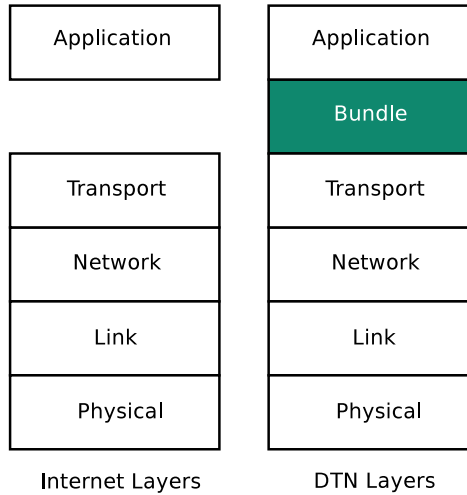 Application
Transport
Network
Link
Physical
Internet Layers
Application
Bundle
Transport
Network
Link
Physical
DTN Layers